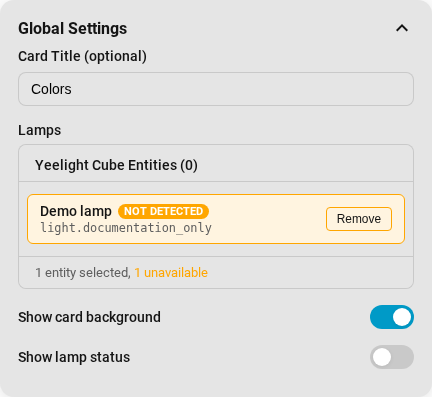 Global Settings
Card Title (optional)
Colors
Lamps
Yeelight Cube Entities (0)
Demo lamp NOT DETECTED
light.documentation_only
Remove
1 entity selected, 1 unavailable
Show card background
Show lamp status